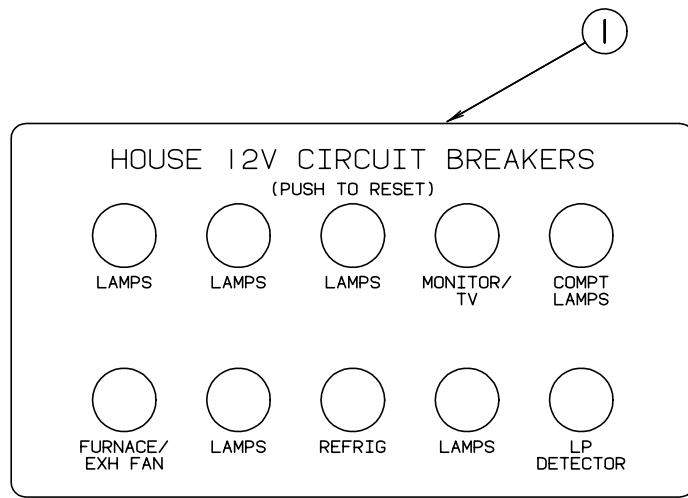 1
HOUSE 12V CIRCUIT BREAKERS
(PUSH TO RESET)
LAMPS LAMPS LAMPS MONITOR/ TV COMPT LAMPS
FURNACE/ EXH FAN LAMPS REFRIG LAMPS LP DETECTOR